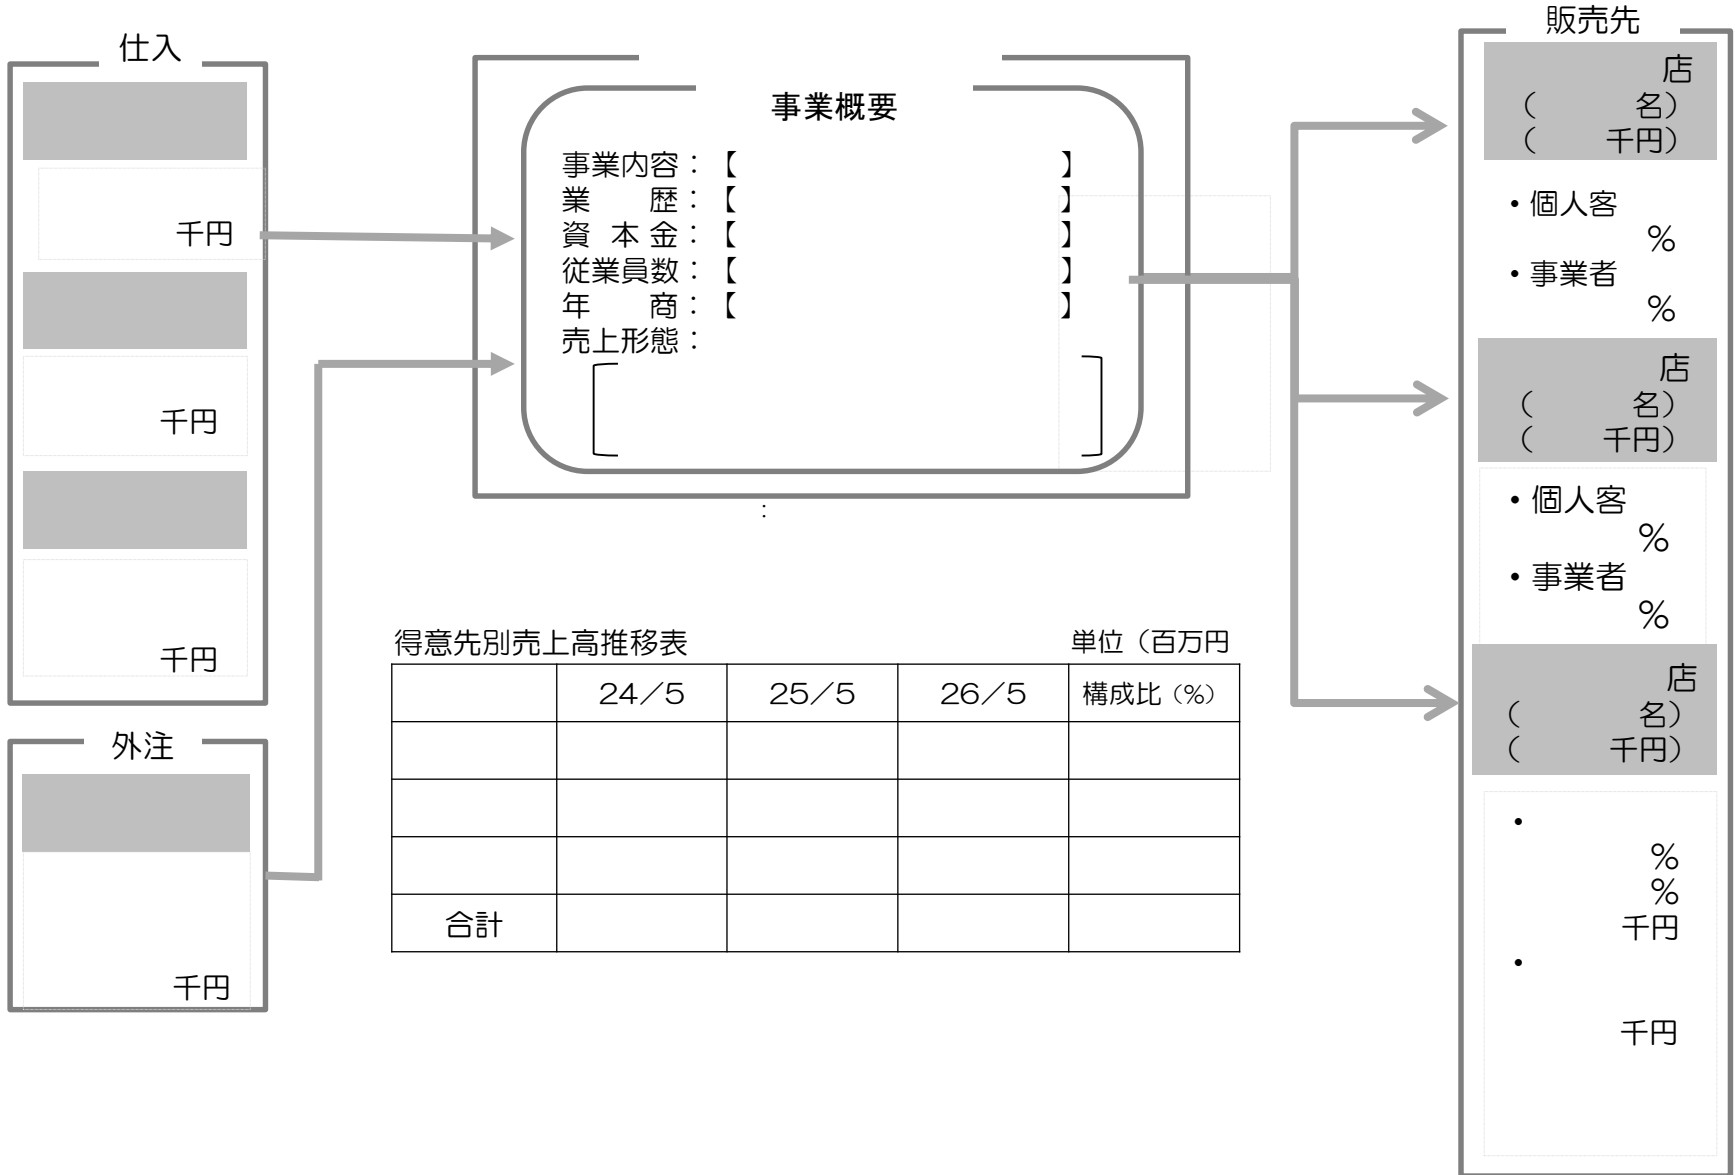 仕入
千円
千円
千円
外注
千円
事業概要
事業内容：【　　　】
業　　歴：【　　　】
資 本 金：【　　　】
従業員数：【　　　】
年　　商：【　　　】
売上形態：
：
得意先別売上高推移表　　　単位（百万円
24／5　25／5　26／5　構成比（%）
合計
販売先
店
（　　　名）
（　　　千円）
・個人客
%
・事業者
%
店
（　　　名）
（　　　千円）
・個人客
%
・事業者
%
店
（　　　名）
（　　　千円）
・
%
%
千円
・
千円